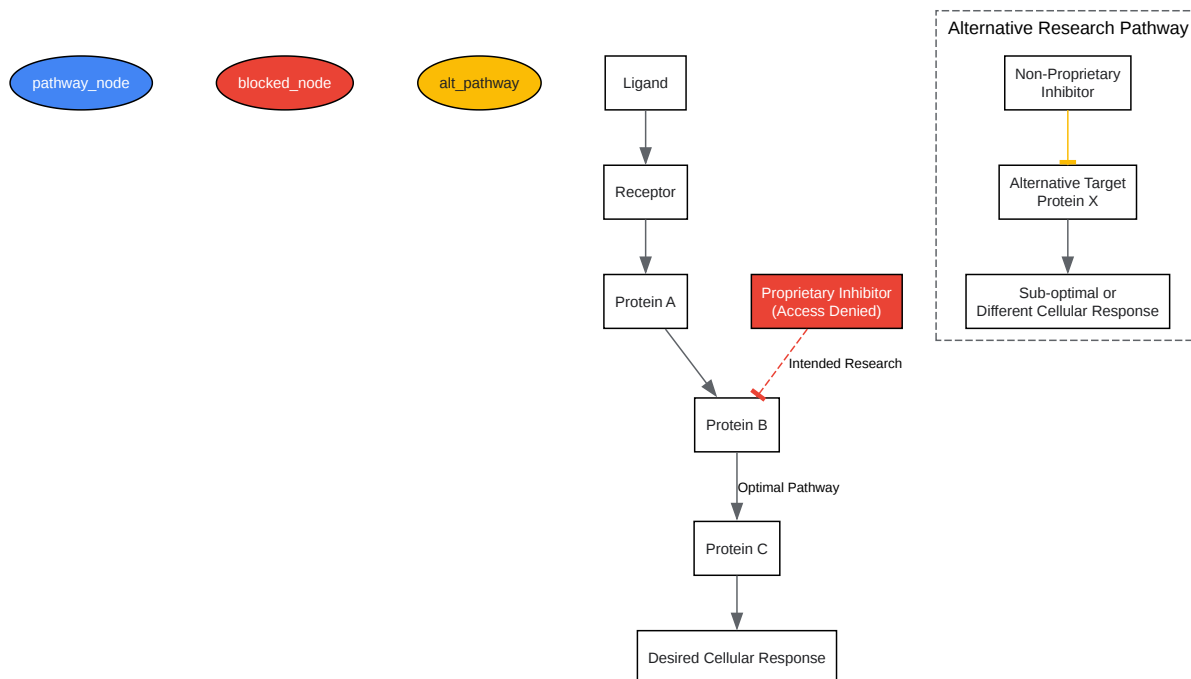 Alternative Research Pathway
pathway_node
blocked_node
alt_pathway
Ligand
Non-Proprietary
Inhibitor
Receptor
Alternative Target
Protein X
Protein A
Proprietary Inhibitor
(Access Denied)
Sub-optimal or
Different Cellular Response
Intended Research
Protein B
Optimal Pathway
Protein C
Desired Cellular Response